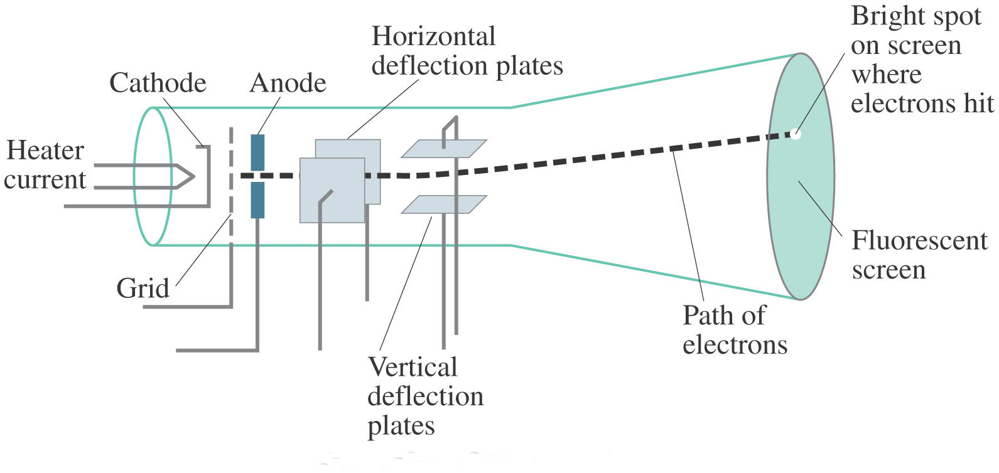 Bright spot
on screen
where
electrons hit
Horizontal
deflection plates
Cathode
Anode
Heater
current
Fluorescent
screen
Grid
Path of
electrons
Vertical
deflection
plates